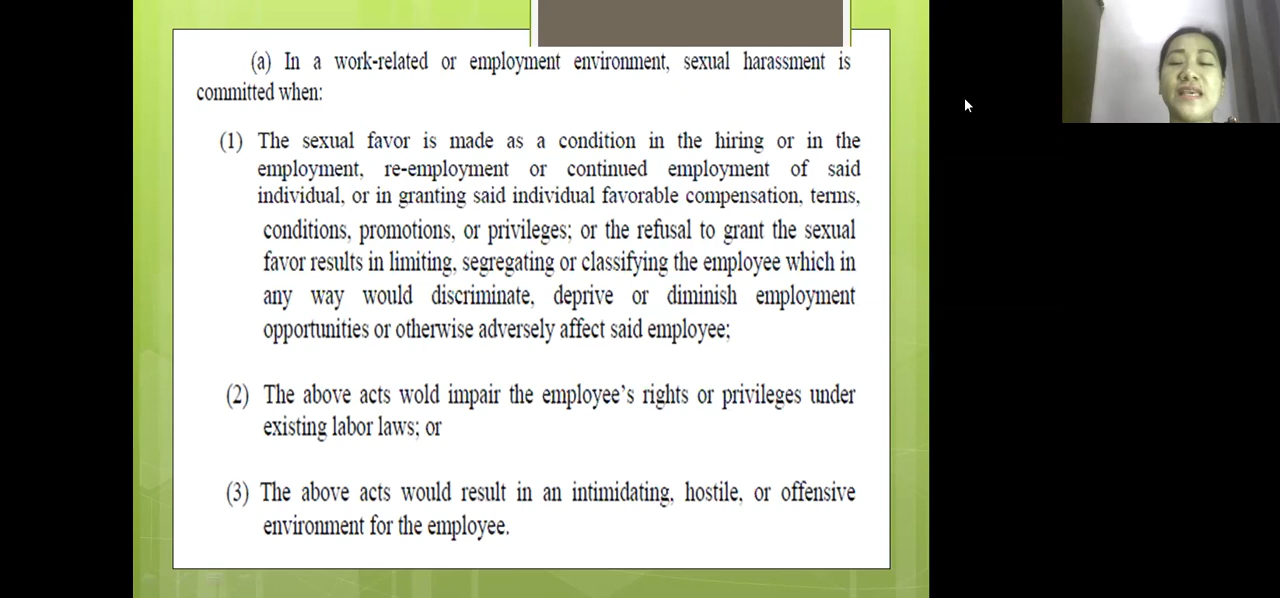 (a) In a work-related or employment environment, sexual harassment is
committed when:
(1) The sexual favor is made as a condition in the hiring or in the
employment, re-employment or continued employment of said
individual, or in granting said individual favorable compensation, terms,
conditions, promotions, or privileges; or the refusal to grant the sexual
favor results in limiting, segregating or classifying the employee which in
any way would discriminate, deprive or diminish employment
opportunities or otherwise adversely affect said employee;
(2) The above acts wold impair the employee's rights or privileges under
existing labor laws; or
(3) The above acts would result in an intimidating, hostile, or offensive
environment for the employee.